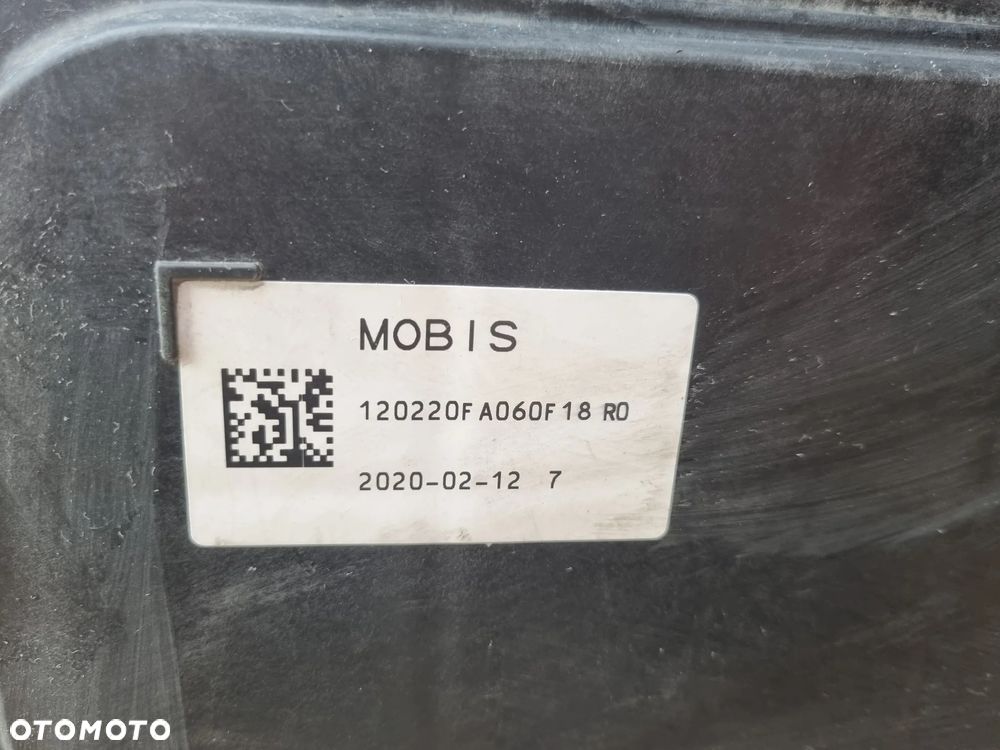 MOBIS
120220FA060F18 R0
2020-02-12 7
OTOMOTO